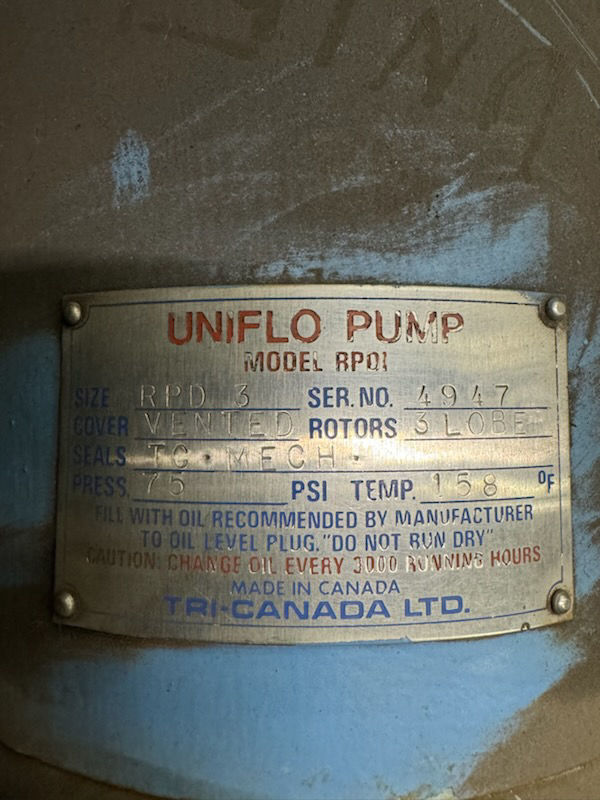 UNIFLO PUMP
MODEL RPQI
SIZE RPD 3 SER. NO. 4947
COVER VENTED ROTORS 3 LOBE
SEALS TC · MECH ·
PRESS. 75 PSI TEMP. 158 °F
FILL WITH OIL RECOMMENDED BY MANUFACTURER
TO OIL LEVEL PLUG. "DO NOT RUN DRY"
CAUTION: CHANGE OIL EVERY 3000 RUNNING HOURS
MADE IN CANADA
TRI-CANADA LTD.